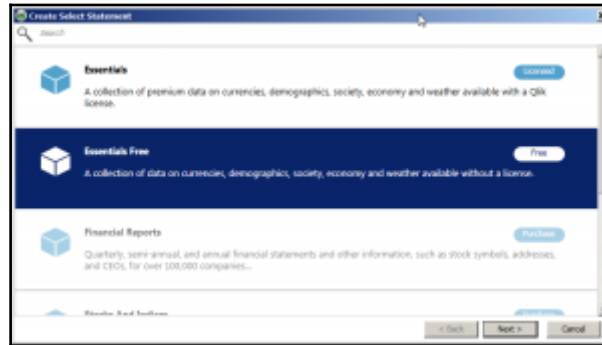 Create Select Statement
Search
Essentials
Licensed
A collection of premium data on currencies, demographics, society, economy and weather available with a Qlik
license.
Essentials Free
Free
A collection of data on currencies, demographics, society, economy and weather available without a license.
Financial Reports
Purchase
Quarterly, semi-annual, and annual financial statements and other information, such as stock symbols, addresses,
and CEOs, for over 100,000 companies...
Stocks And Indices
< Back
Next >
Cancel